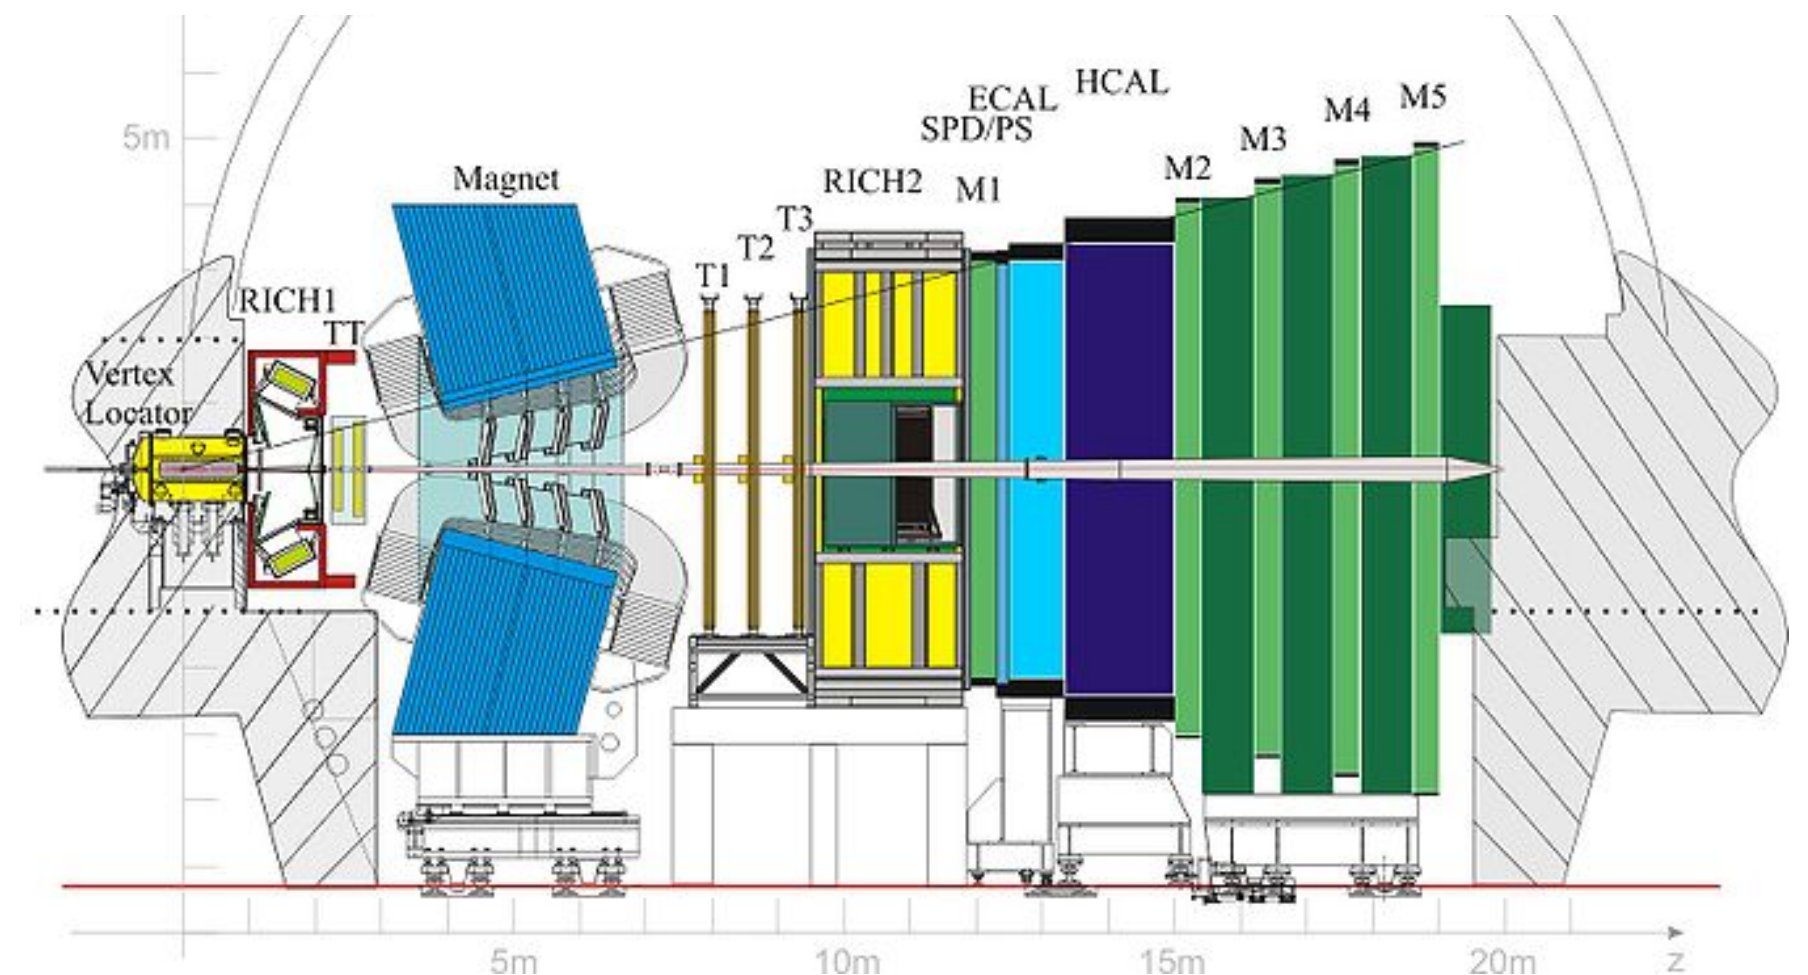 HCAL
ECAL
SPD/PS
M5
M4
M3
M2
5m
Magnet
RICH2
M1
T3
T2
T1
RICH1
TT
Vertex
Locator
5m
10m
15m
20m
z